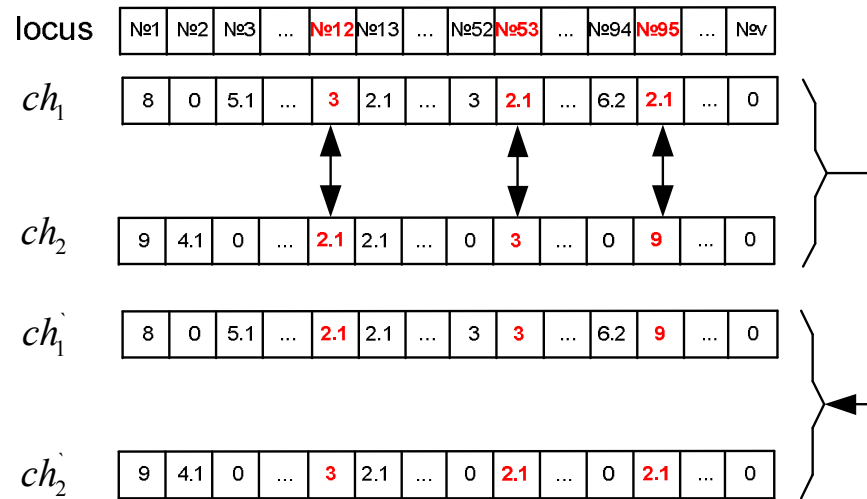 locus №1 №2 №3 ... №12 №13 ... №52 №53 ... №94 №95 ... №v
ch₁ 8 0 5.1 ... 3 2.1 ... 3 2.1 ... 6.2 2.1 ... 0
ch₂ 9 4.1 0 ... 2.1 2.1 ... 0 3 ... 0 9 ... 0
ch₁` 8 0 5.1 ... 2.1 2.1 ... 3 3 ... 6.2 9 ... 0
ch₂` 9 4.1 0 ... 3 2.1 ... 0 2.1 ... 0 2.1 ... 0